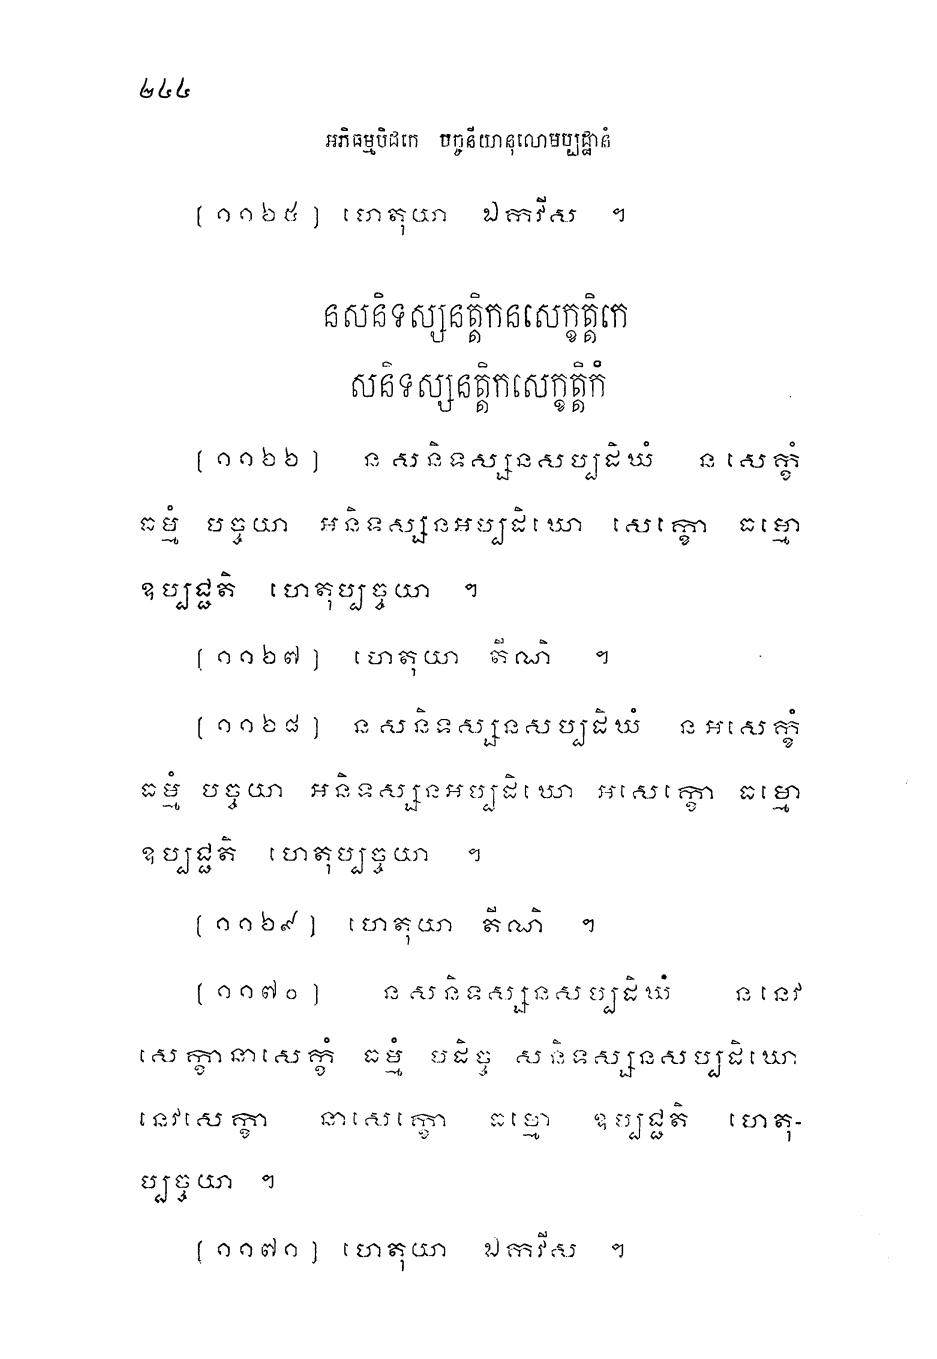 ២៤៤
អភិធម្មបិដកេ បច្ចនីយានុលោមប្បដ្ឋានំ
[១១៦៥] ហេតុយា ឯកវីស ។
នសនិទស្សនត្តិកនសេក្ខត្តិកេ
សនិទស្សនត្តិកសេក្ខត្តិកំ
[១១៦៦] នសនិទស្សនសប្បដិឃំ នសេក្ខំ
ធម្មំ បច្ចយា អនិទស្សនអប្បដិឃោ សេក្ខោ ធម្មោ
ឧប្បជ្ជតិ ហេតុប្បច្ចយា ។
[១១៦៧] ហេតុយា តីណិ ។
[១១៦៨] នសនិទស្សនសប្បដិឃំ នអសេក្ខំ
ធម្មំ បច្ចយា អនិទស្សនអប្បដិឃោ អសេក្ខោ ធម្មោ
ឧប្បជ្ជតិ ហេតុប្បច្ចយា ។
[១១៦៩] ហេតុយា តីណិ ។
[១១៧០] នសនិទស្សនសប្បដិឃំ ននេវ
សេក្ខានាសេក្ខំ ធម្មំ បដិច្ច សនិទស្សនសប្បដិឃោ
នេវសេក្ខា នាសេក្ខោ ធម្មោ ឧប្បជ្ជតិ ហេតុ-
ប្បច្ចយា ។
[១១៧១] ហេតុយា ឯកវីស ។